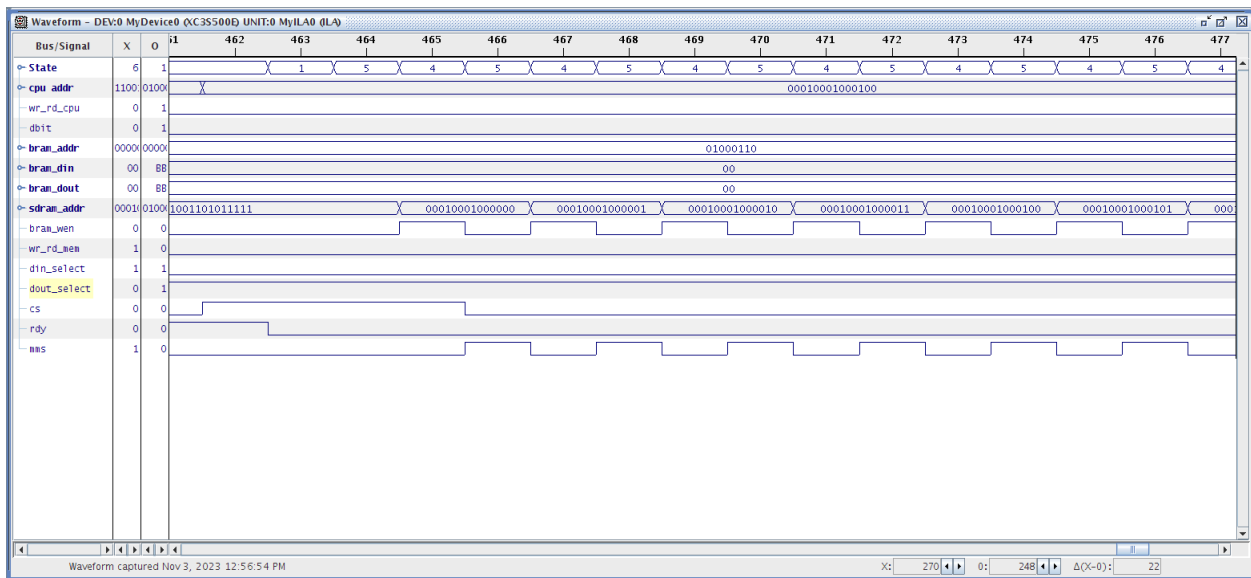 Waveform - DEV:0 MyDevice0 (XC3S500E) UNIT:0 MyILA0 (ILA)
Bus/Signal X O 462 463 464 465 466 467 468 469 470 471 472 473 474 475 476 477
State 6 1 1 5 4 5 4 5 4 5 4 5 4 5 4 5 4
cpu addr 00010001000100
wr_rd_cpu 0 1
dbit 0 1
bram_addr 01000110
bram_din 00 BB 00
bram_dout 00 BB 00
sdram_addr 1001101011111 00010001000000 00010001000001 00010001000010 00010001000011 00010001000100 00010001000101
bram_wen 0 0
wr_rd_mem 1 0
din_select 1 1
dout_select 0 1
cs 0 0
rdy 0 0
mms 1 0
Waveform captured Nov 3, 2023 12:56:54 PM X: 270 O: 248 Δ(X-O): 22